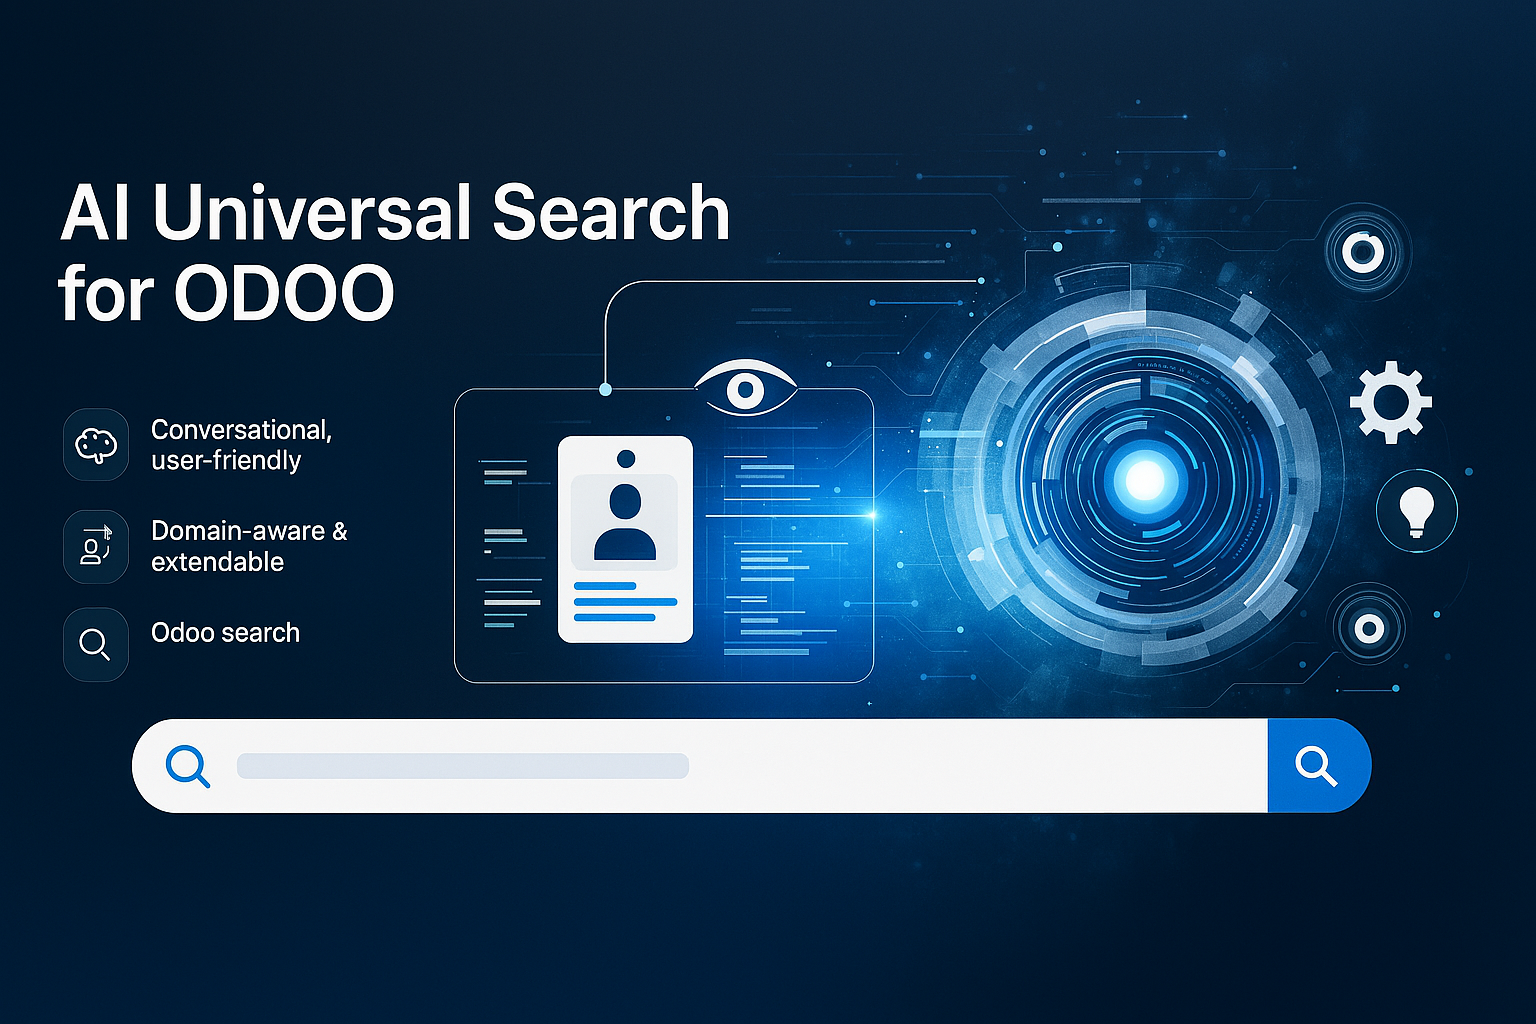 AI Universal Search
for ODOO
Conversational,
user-friendly
Domain-aware &
extendable
Odoo search